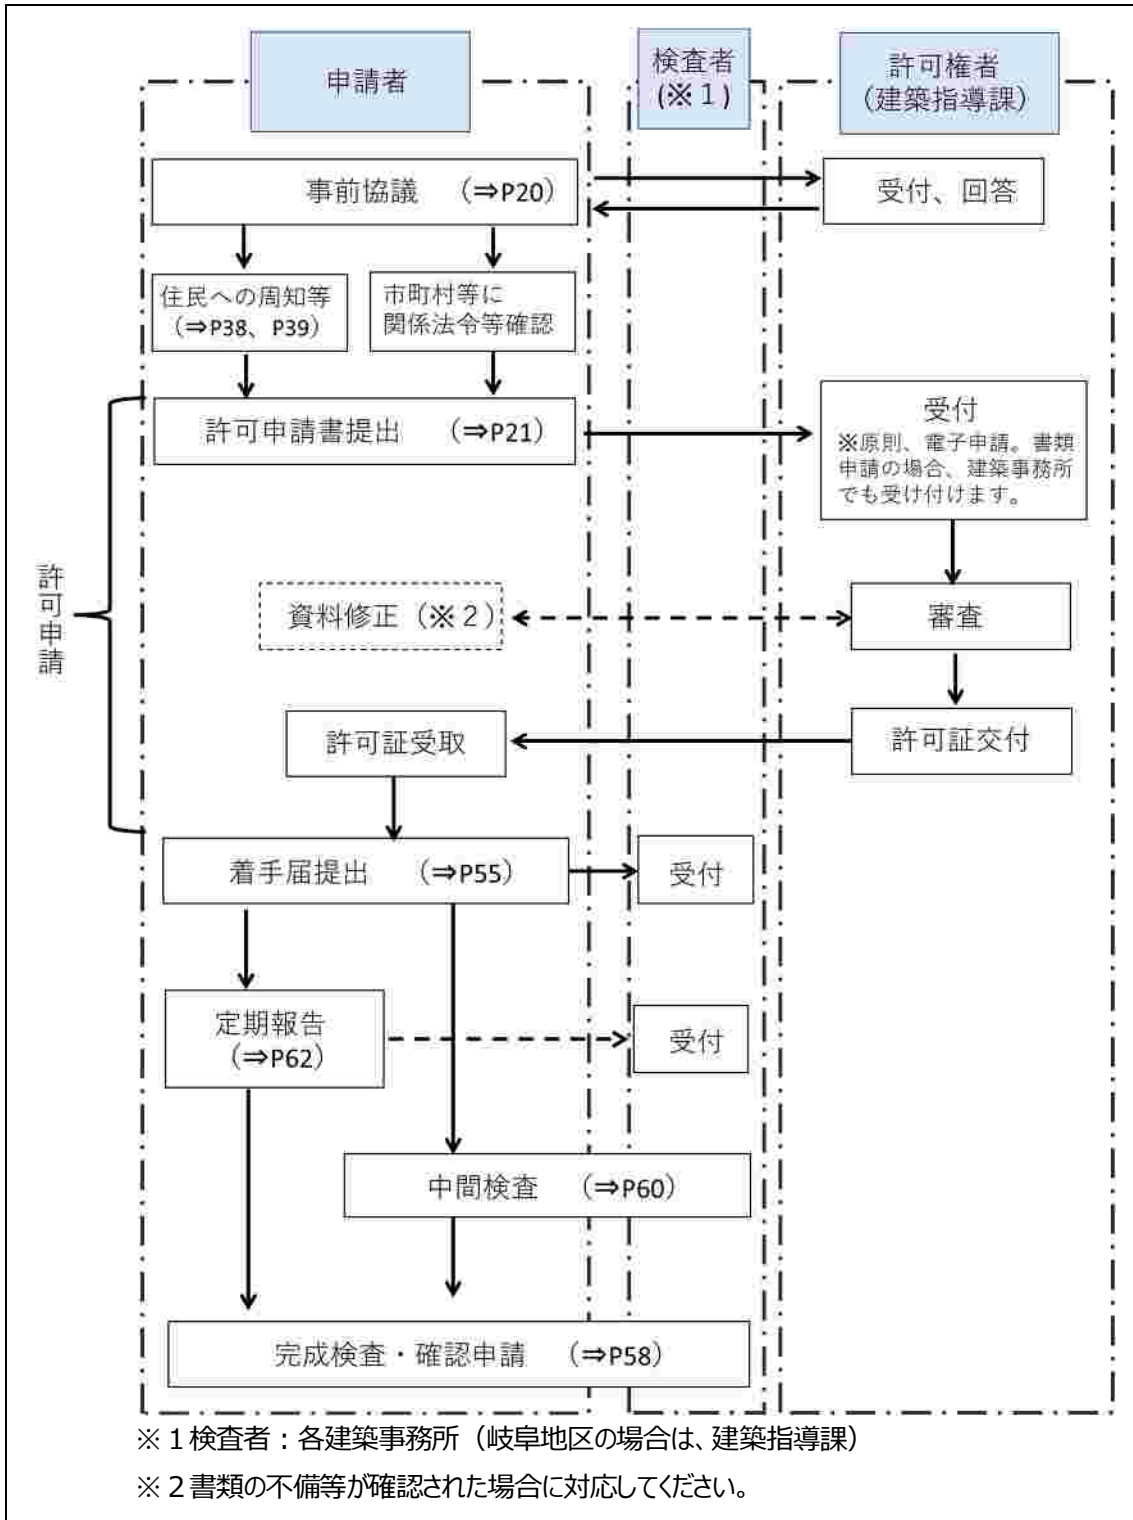 申請者
検査者
(※１)
許可権者
（建築指導課）
事前協議　（⇒P20）
受付、回答
住民への周知等
（⇒P38、P39）
市町村等に
関係法令等確認
許可申請書提出　（⇒P21）
受付
※原則、電子申請。書類
申請の場合、建築事務所
でも受け付けます。
許可申請
資料修正（※２）
審査
許可証受取
許可証交付
着手届提出　（⇒P55）
受付
定期報告
（⇒P62）
受付
中間検査　（⇒P60）
完成検査・確認申請　（⇒P58）
※１検査者：各建築事務所（岐阜地区の場合は、建築指導課）
※２書類の不備等が確認された場合に対応してください。